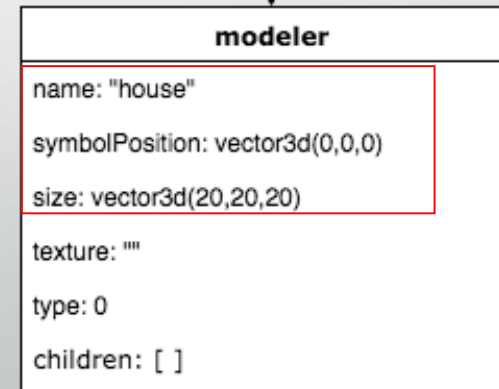 modeler
name: "house"
symbolPosition: vector3d(0,0,0)
size: vector3d(20,20,20)
texture: ""
type: 0
children: [ ]